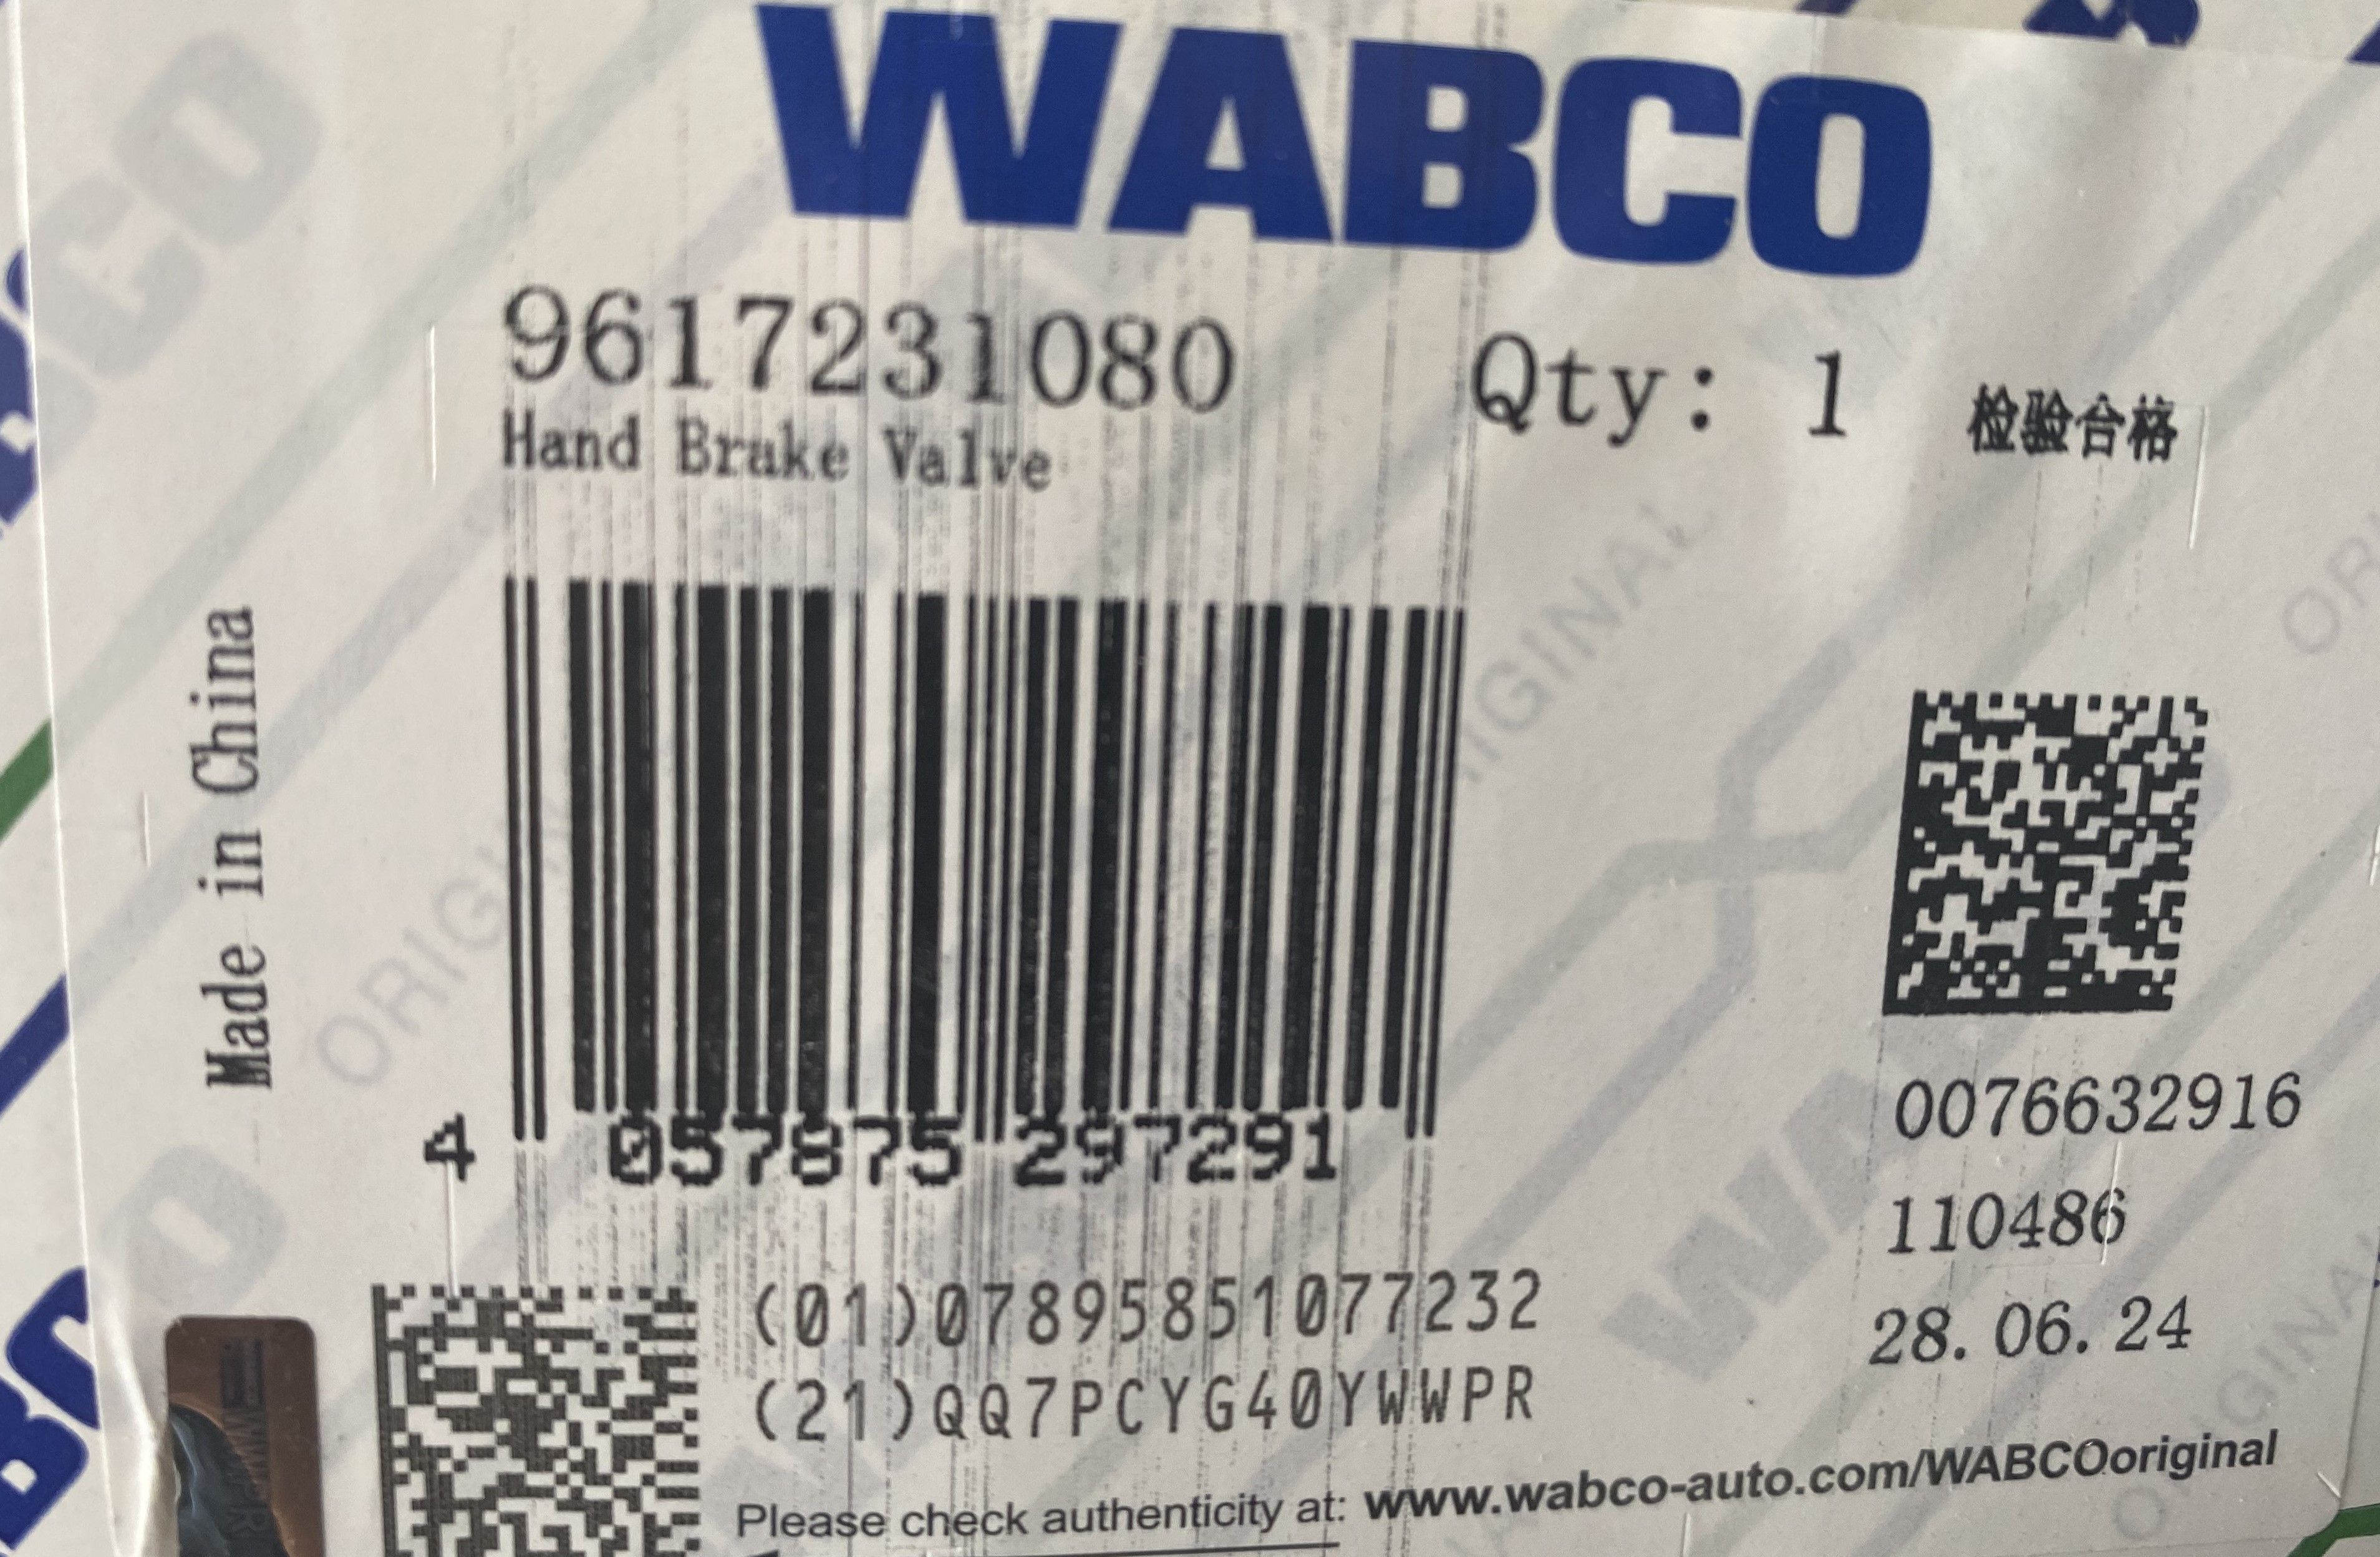 WABCO
9617231080
Qty: 1
检验合格
Hand Brake Valve
Made in China
4 057875 297291
0076632916
110486
28. 06. 24
(01)07895851077232
(21)QQ7PCYG40YWWPR
Please check authenticity at: www.wabco-auto.com/WABCOoriginal
ORIGINAL